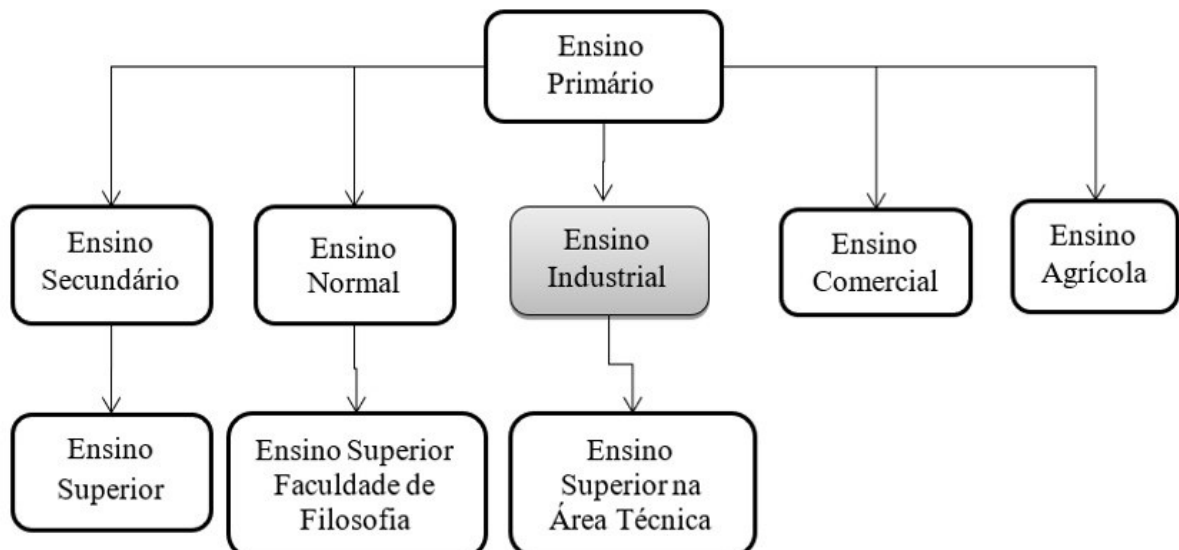 Ensino
Primário
Ensino
Secundário
Ensino
Normal
Ensino
Industrial
Ensino
Comercial
Ensino
Agrícola
Ensino
Superior
Ensino Superior
Faculdade de
Filosofia
Ensino
Superior na
Área Técnica